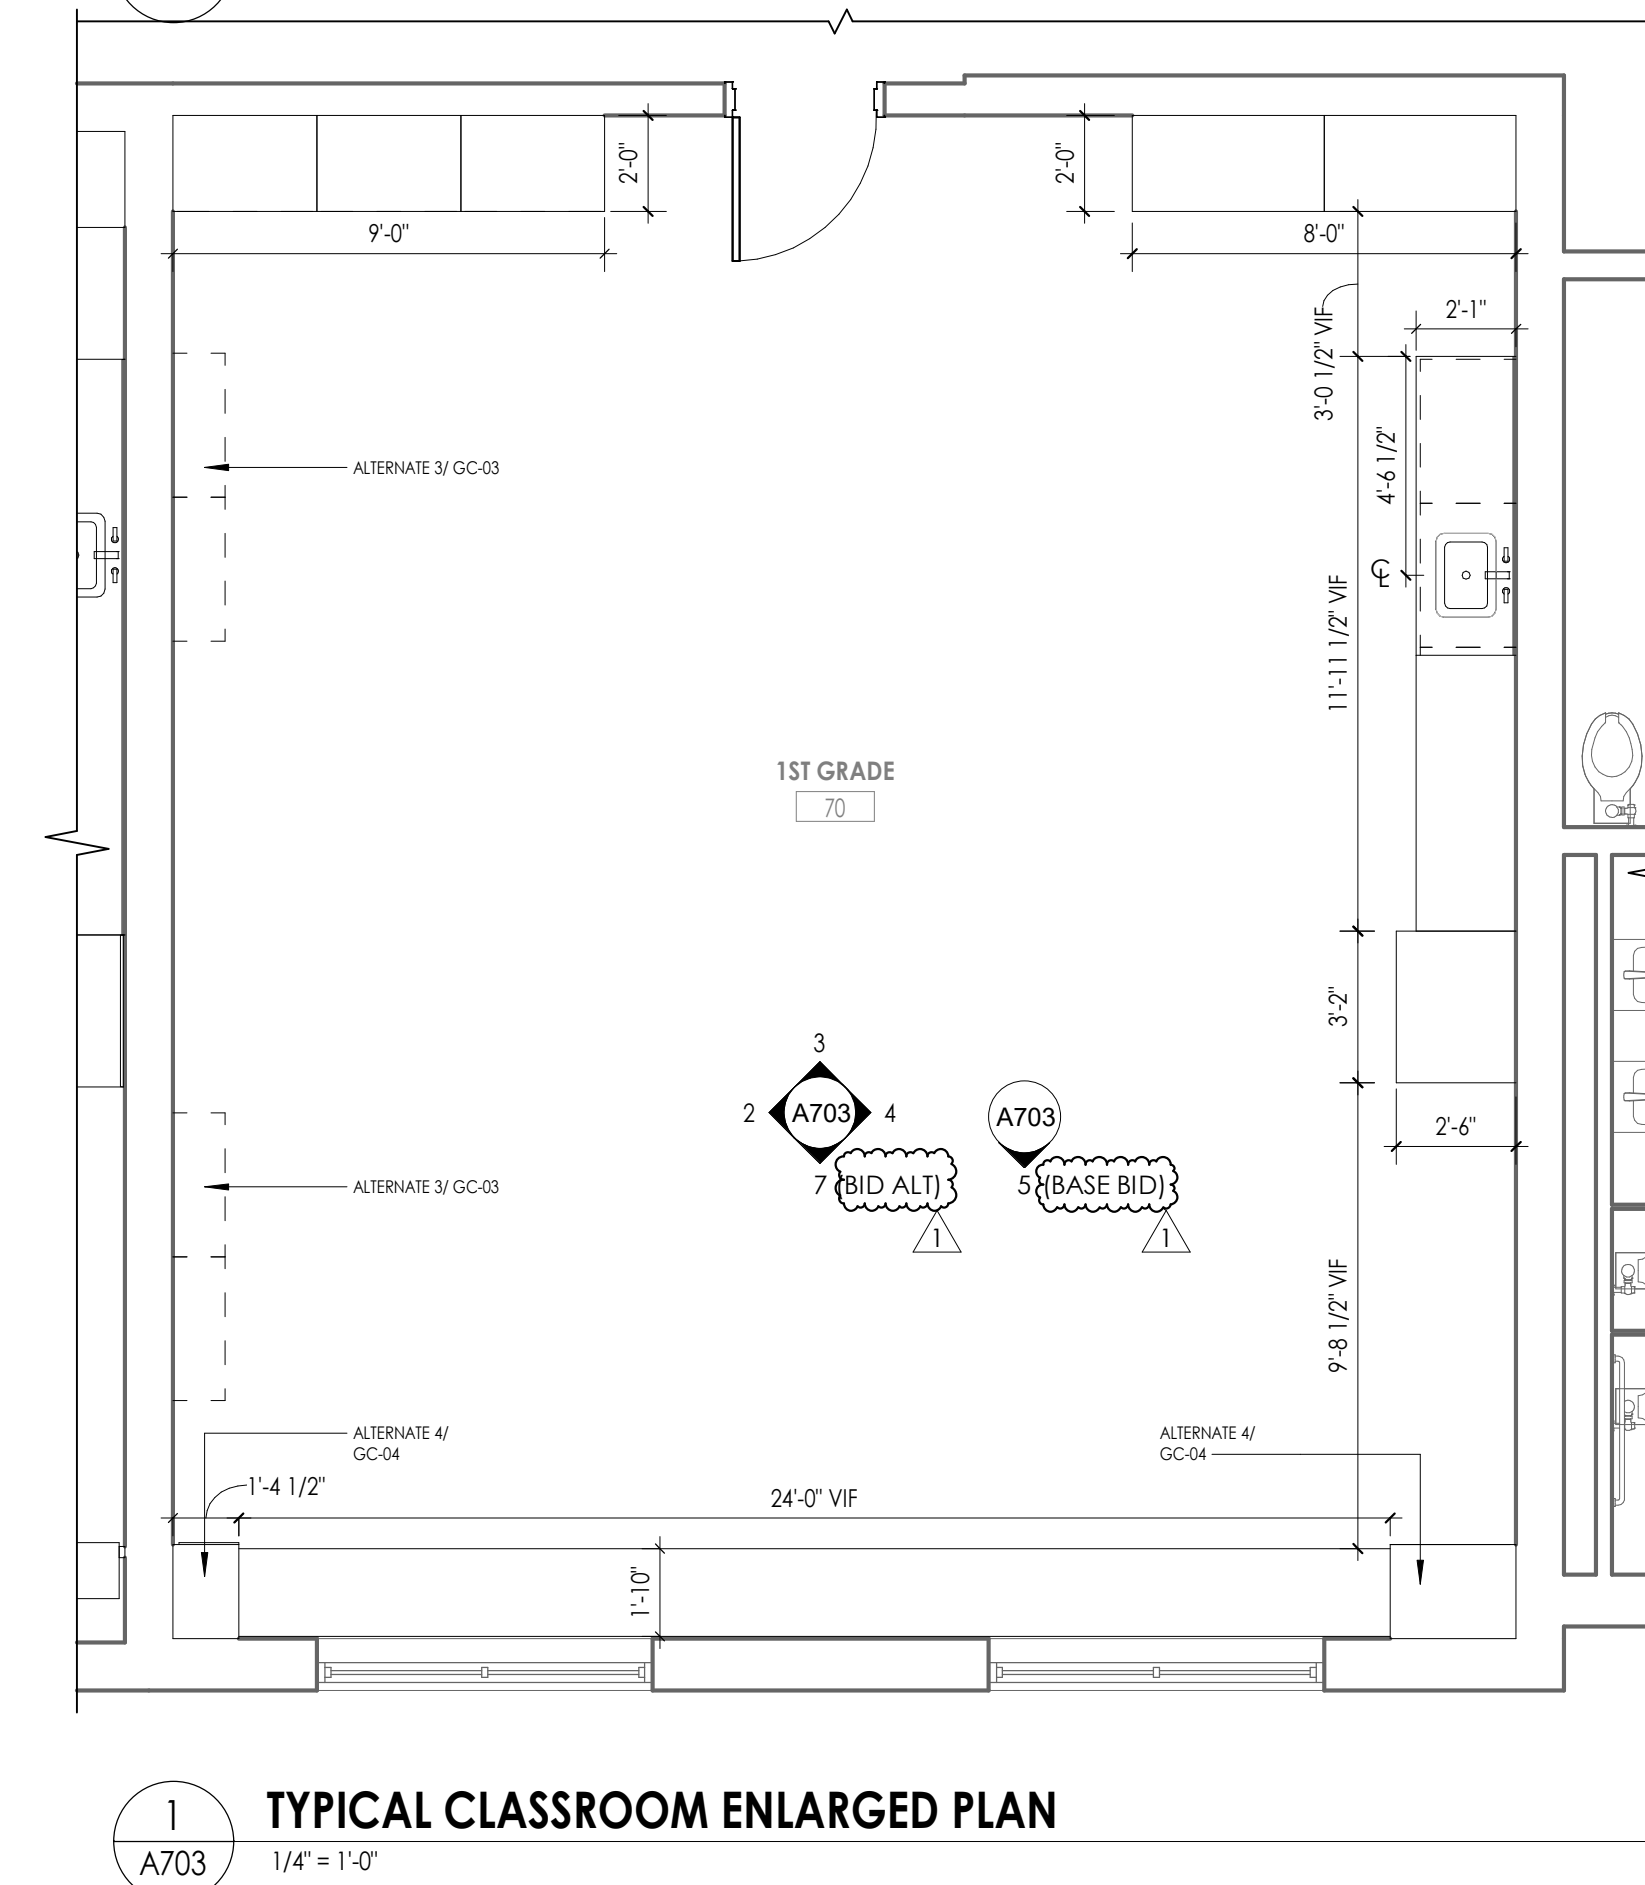 2'-0"
2'-0"
9'-0"
8'-0"
2'-1"
3'-0 1/2" VIF
4'-6 1/2"
ALTERNATE 3/ GC-03
CL
11'-11 1/2" VIF
1ST GRADE
70
3'-2"
3
2
A703
4
A703
2'-6"
7 (BID ALT)
5 (BASE BID)
ALTERNATE 3/ GC-03
1
1
9'-8 1/2" VIF
ALTERNATE 4/
GC-04
ALTERNATE 4/
GC-04
1'-4 1/2"
24'-0" VIF
1'-10"
1
TYPICAL CLASSROOM ENLARGED PLAN
A703
1/4" = 1'-0"